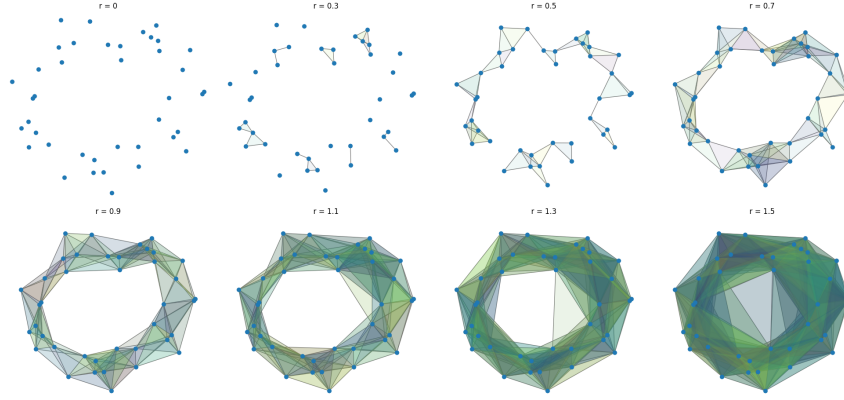 r = 0
r = 0.3
r = 0.5
r = 0.7
r = 0.9
r = 1.1
r = 1.3
r = 1.5